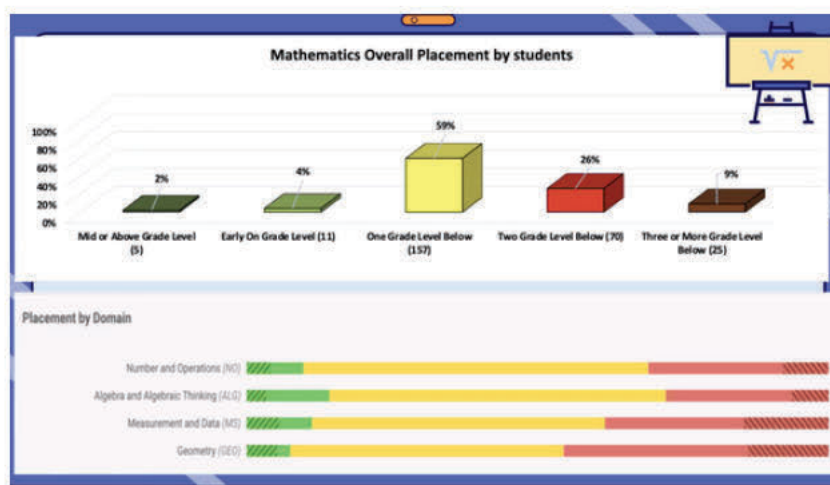 Mathematics Overall Placement by students
√x
100%
80%
60%
40%
20%
0%
2%
4%
59%
26%
9%
Mid or Above Grade Level
(5)
Early On Grade Level (11)
One Grade Level Below
(157)
Two Grade Level Below (70)
Three or More Grade Level
Below (25)
Placement by Domain
Number and Operations (NO)
Algebra and Algebraic Thinking (ALG)
Measurement and Data (MS)
Geometry (GEO)